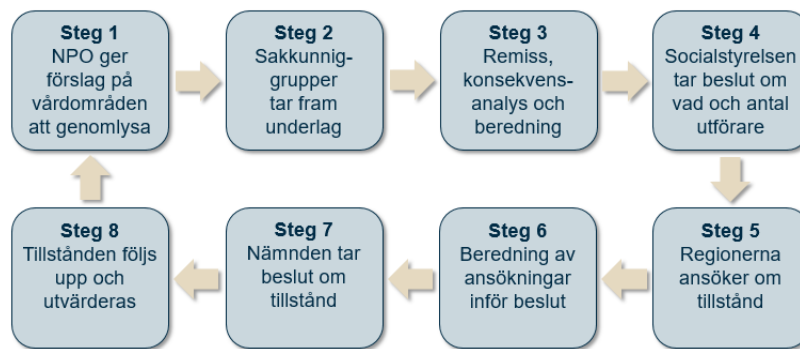 Steg 1
NPO ger
förslag på
vårdområden
att genomlysa
Steg 2
Sakkunnig-
grupper
tar fram
underlag
Steg 3
Remiss,
konsekvens-
analys och
beredning
Steg 4
Socialstyrelsen
tar beslut om
vad och antal
utförare
Steg 5
Regionerna
ansöker om
tillstånd
Steg 6
Beredning av
ansökningar
inför beslut
Steg 7
Nämnden tar
beslut om
tillstånd
Steg 8
Tillstånden följs
upp och
utvärderas